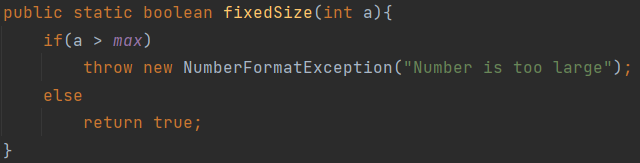 public static boolean fixedSize(int a){
if(a > max)
throw new NumberFormatException("Number is too large");
else
return true;
}